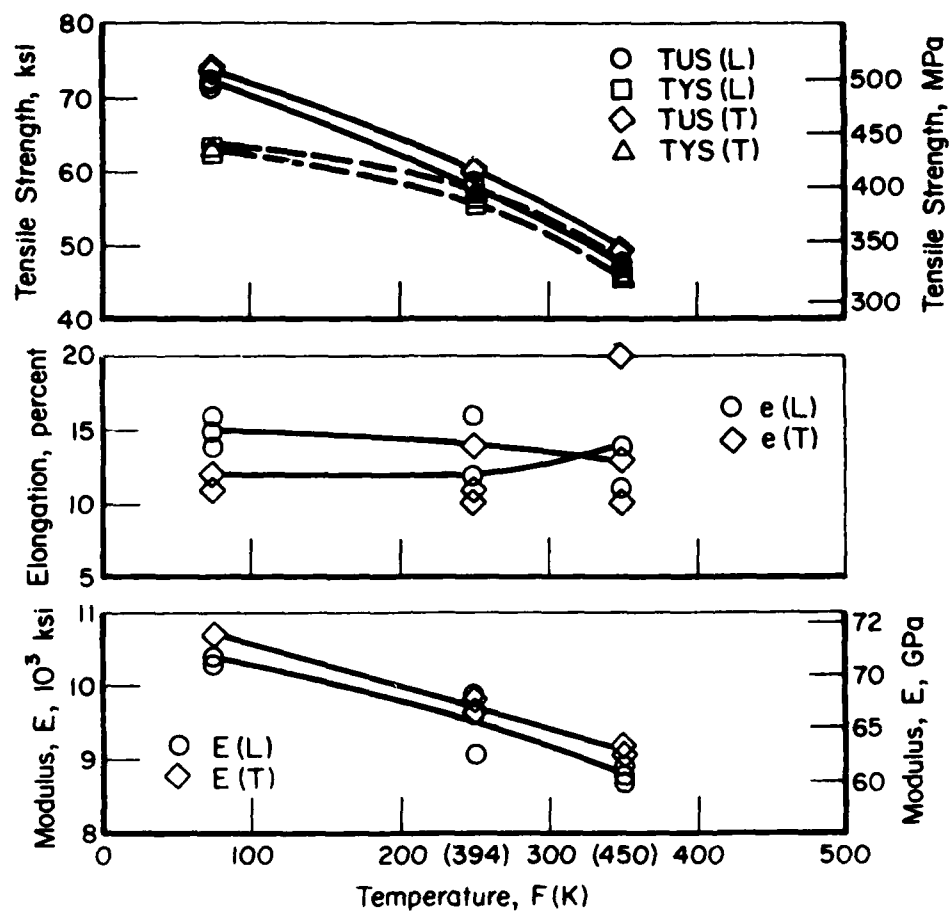 Tensile Strength, ksi
80
70
60
50
40
TUS (L)
TYS (L)
TUS (T)
TYS (T)
500
450
400
350
300
Tensile Strength, MPa
Elongation, percent
20
15
10
5
e (L)
e (T)
Modulus, E, 10³ ksi
11
10
9
8
E (L)
E (T)
72
70
65
60
Modulus, E, GPa
0 100 200 (394) 300 (450) 400 500
Temperature, F(K)